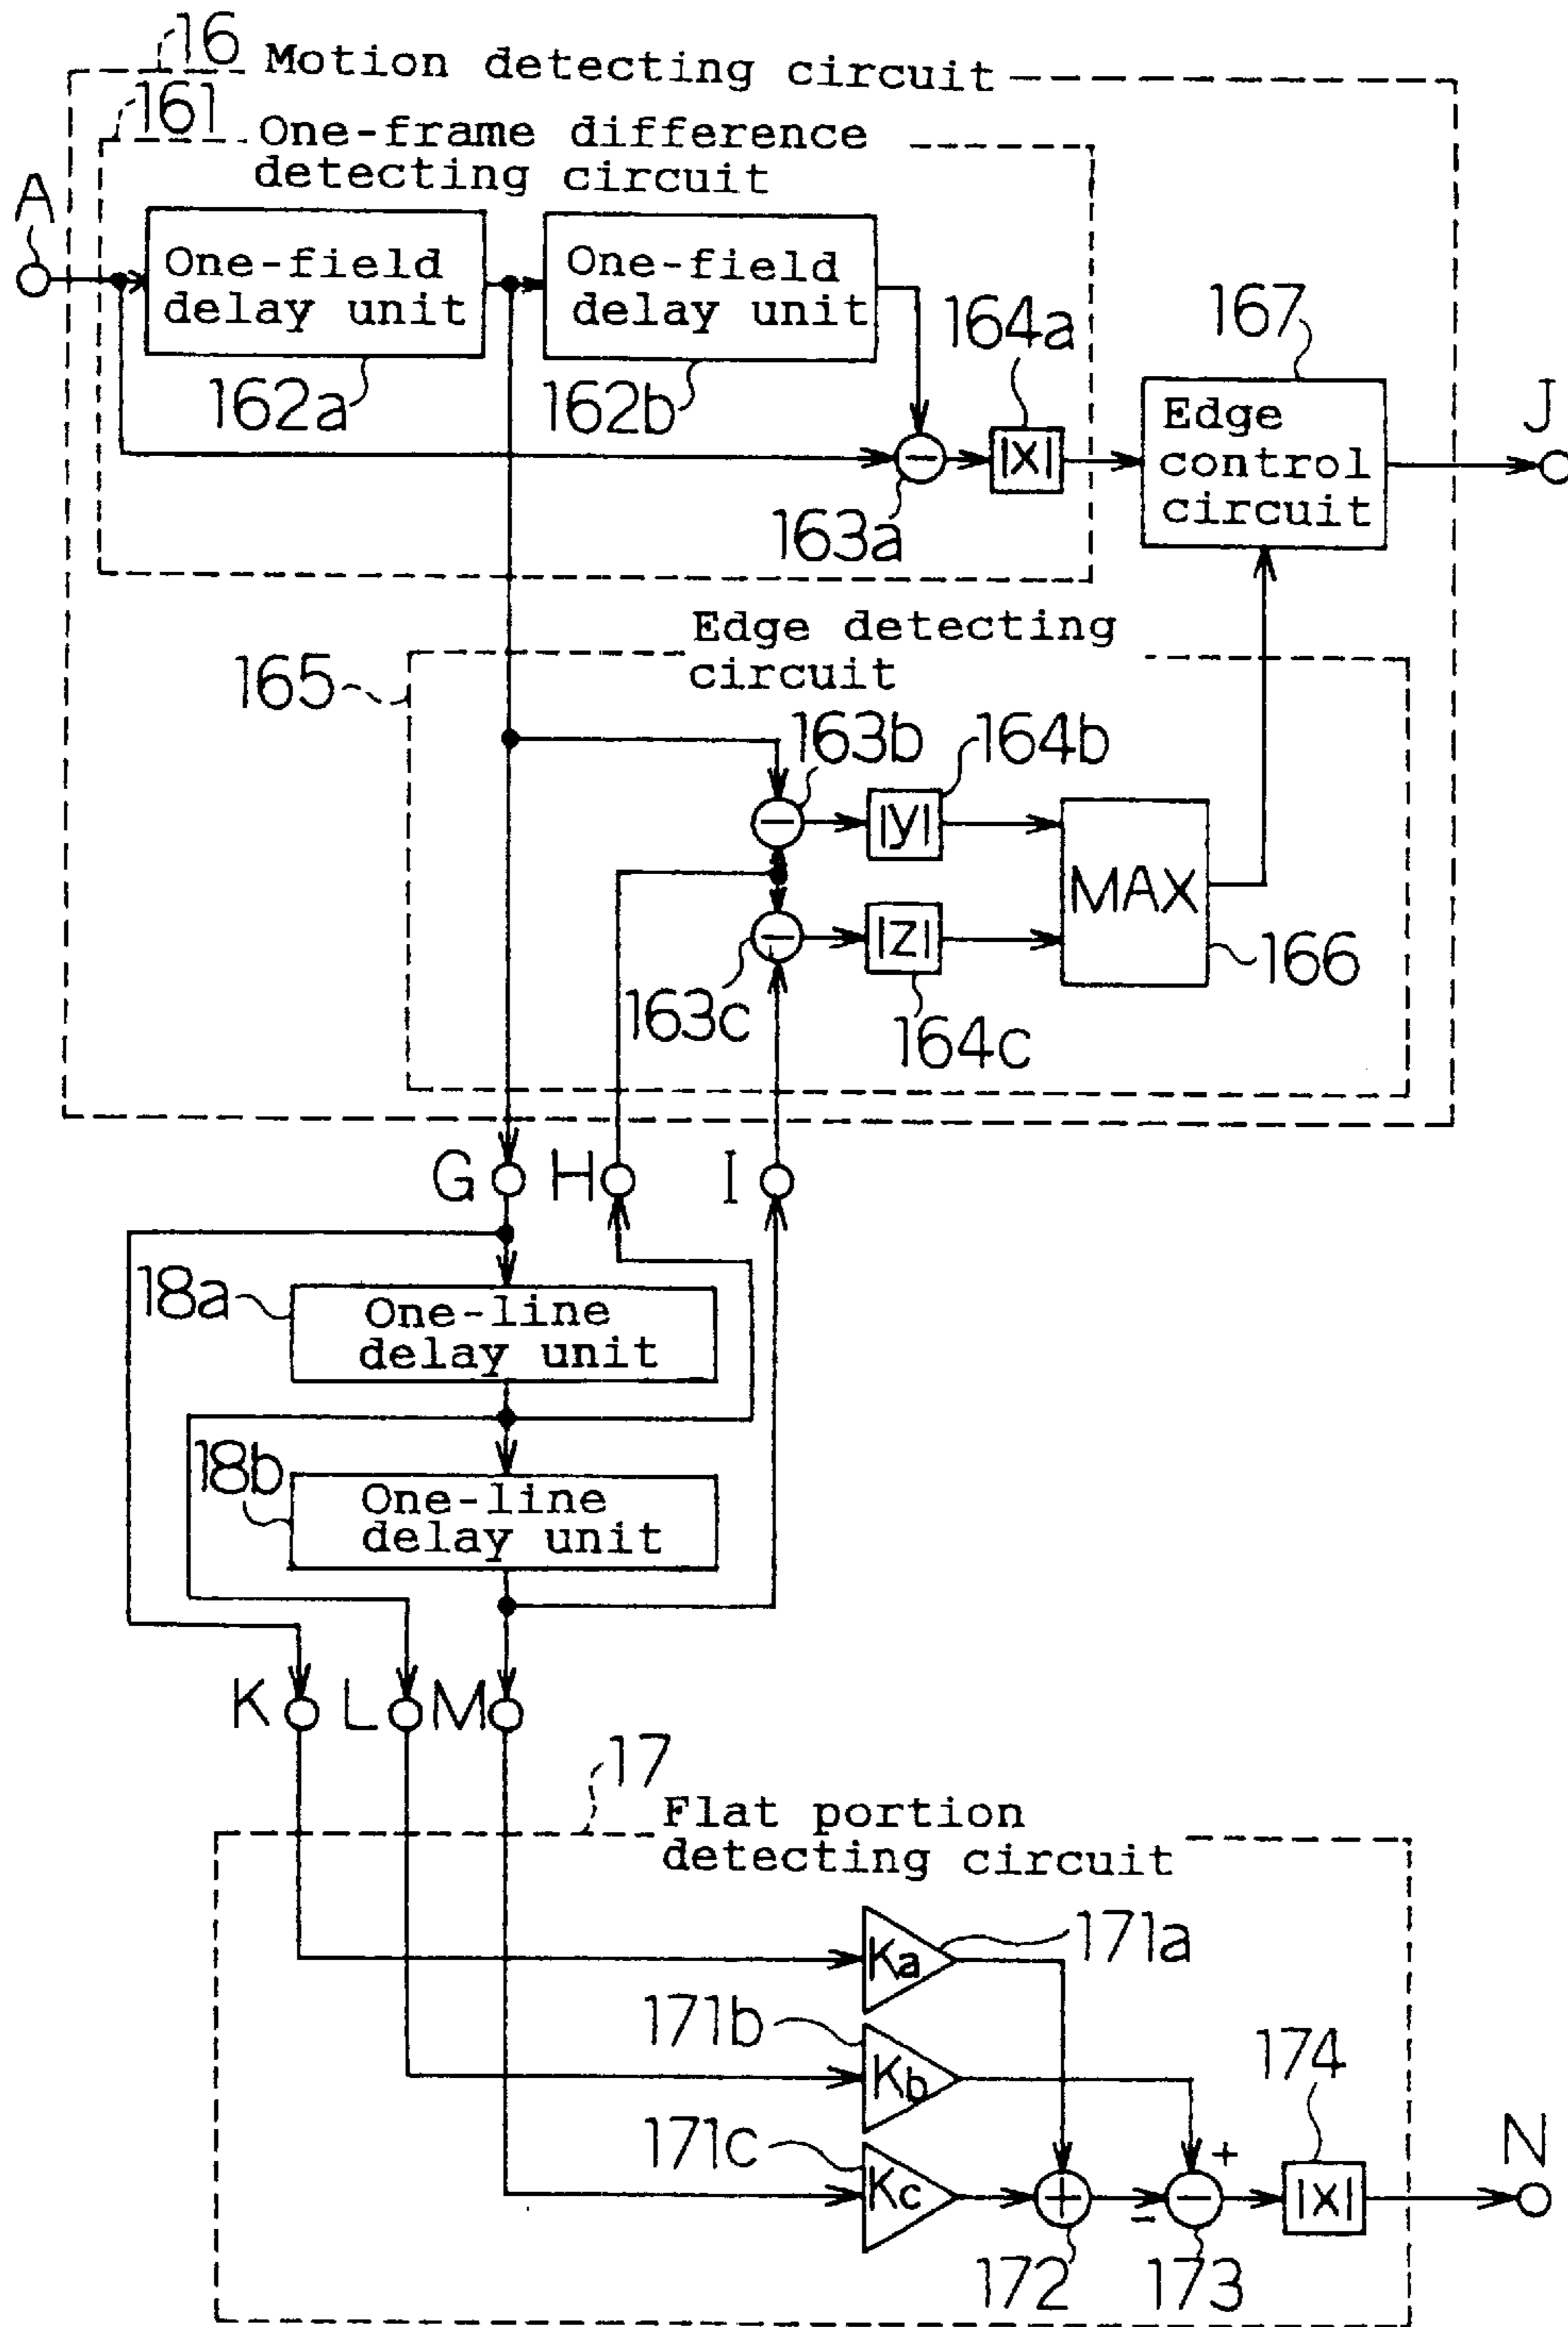 16 Motion detecting circuit
161 One-frame difference
detecting circuit
A
One-field
delay unit
One-field
delay unit
162a
162b
164a
167
|X|
163a
Edge
control
circuit
J
Edge detecting
circuit
165
163b
164b
|y|
|z|
MAX
163c
164c
166
G
H
I
18a
One-line
delay unit
18b
One-line
delay unit
K
L
M
17
Flat portion
detecting circuit
Ka
171a
171b
Kb
171c
Kc
174
+
-
|X|
N
172
173